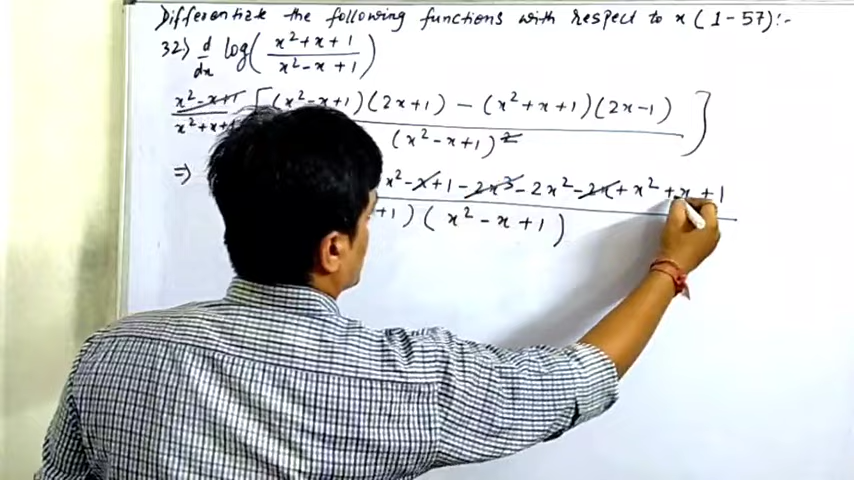 Differentiate the following functions with respect to x (1-57):-
32> d/dx log( (x² + x + 1) / (x² - x + 1) )
(x² - x + 1) / (x² + x + 1) [ (x² - x + 1)(2x + 1) - (x² + x + 1)(2x - 1) ]
(x² - x + 1)²
⇒ x² - x + 1 - 2x³ - 2x² - 2x + x² + x + 1
+ 1) ( x² - x + 1 )